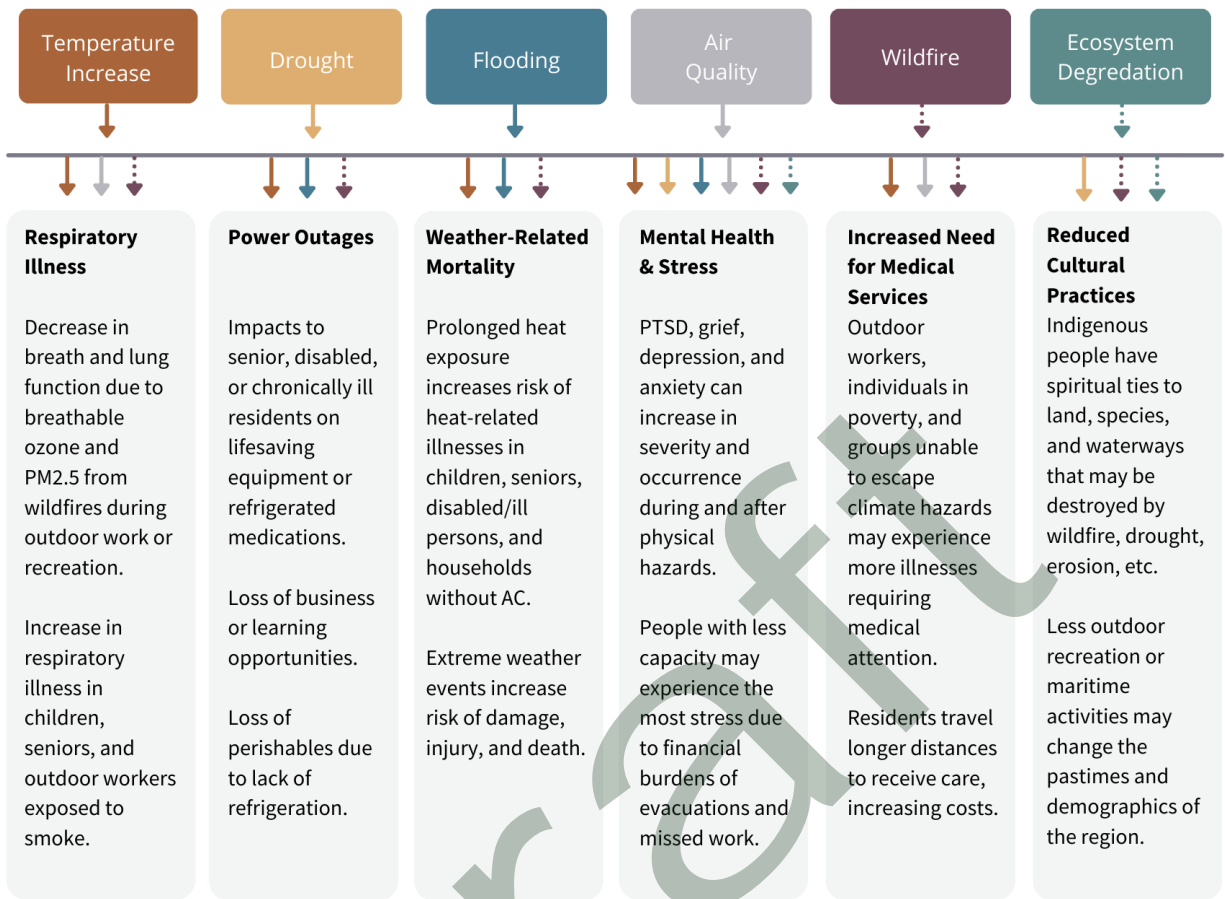 Temperature
Increase
Drought
Flooding
Air
Quality
Wildfire
Ecosystem
Degredation
Respiratory
Illness
Decrease in
breath and lung
function due to
breathable
ozone and
PM2.5 from
wildfires during
outdoor work or
recreation.
Increase in
respiratory
illness in
children,
seniors, and
outdoor workers
exposed to
smoke.
Power Outages
Impacts to
senior, disabled,
or chronically ill
residents on
lifesaving
equipment or
refrigerated
medications.
Loss of business
or learning
opportunities.
Loss of
perishables due
to lack of
refrigeration.
Weather-Related
Mortality
Prolonged heat
exposure
increases risk of
heat-related
illnesses in
children, seniors,
disabled/ill
persons, and
households
without AC.
Extreme weather
events increase
risk of damage,
injury, and death.
Mental Health
& Stress
PTSD, grief,
depression, and
anxiety can
increase in
severity and
occurrence
during and after
physical
hazards.
People with less
capacity may
experience the
most stress due
to financial
burdens of
evacuations and
missed work.
Increased Need
for Medical
Services
Outdoor
workers,
individuals in
poverty, and
groups unable
to escape
climate hazards
may experience
more illnesses
requiring
medical
attention.
Residents travel
longer distances
to receive care,
increasing costs.
Reduced
Cultural
Practices
Indigenous
people have
spiritual ties to
land, species,
and waterways
that may be
destroyed by
wildfire, drought,
erosion, etc.
Less outdoor
recreation or
maritime
activities may
change the
pastimes and
demographics of
the region.
raft